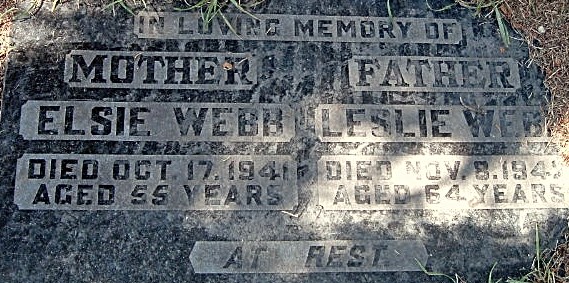 IN LOVING MEMORY OF
MOTHER FATHER
ELSIE WEBB LESLIE WEBB
DIED OCT. 17, 1941 DIED NOV. 8,
AGED 55 YEARS AGED 64 YEARS
AT REST